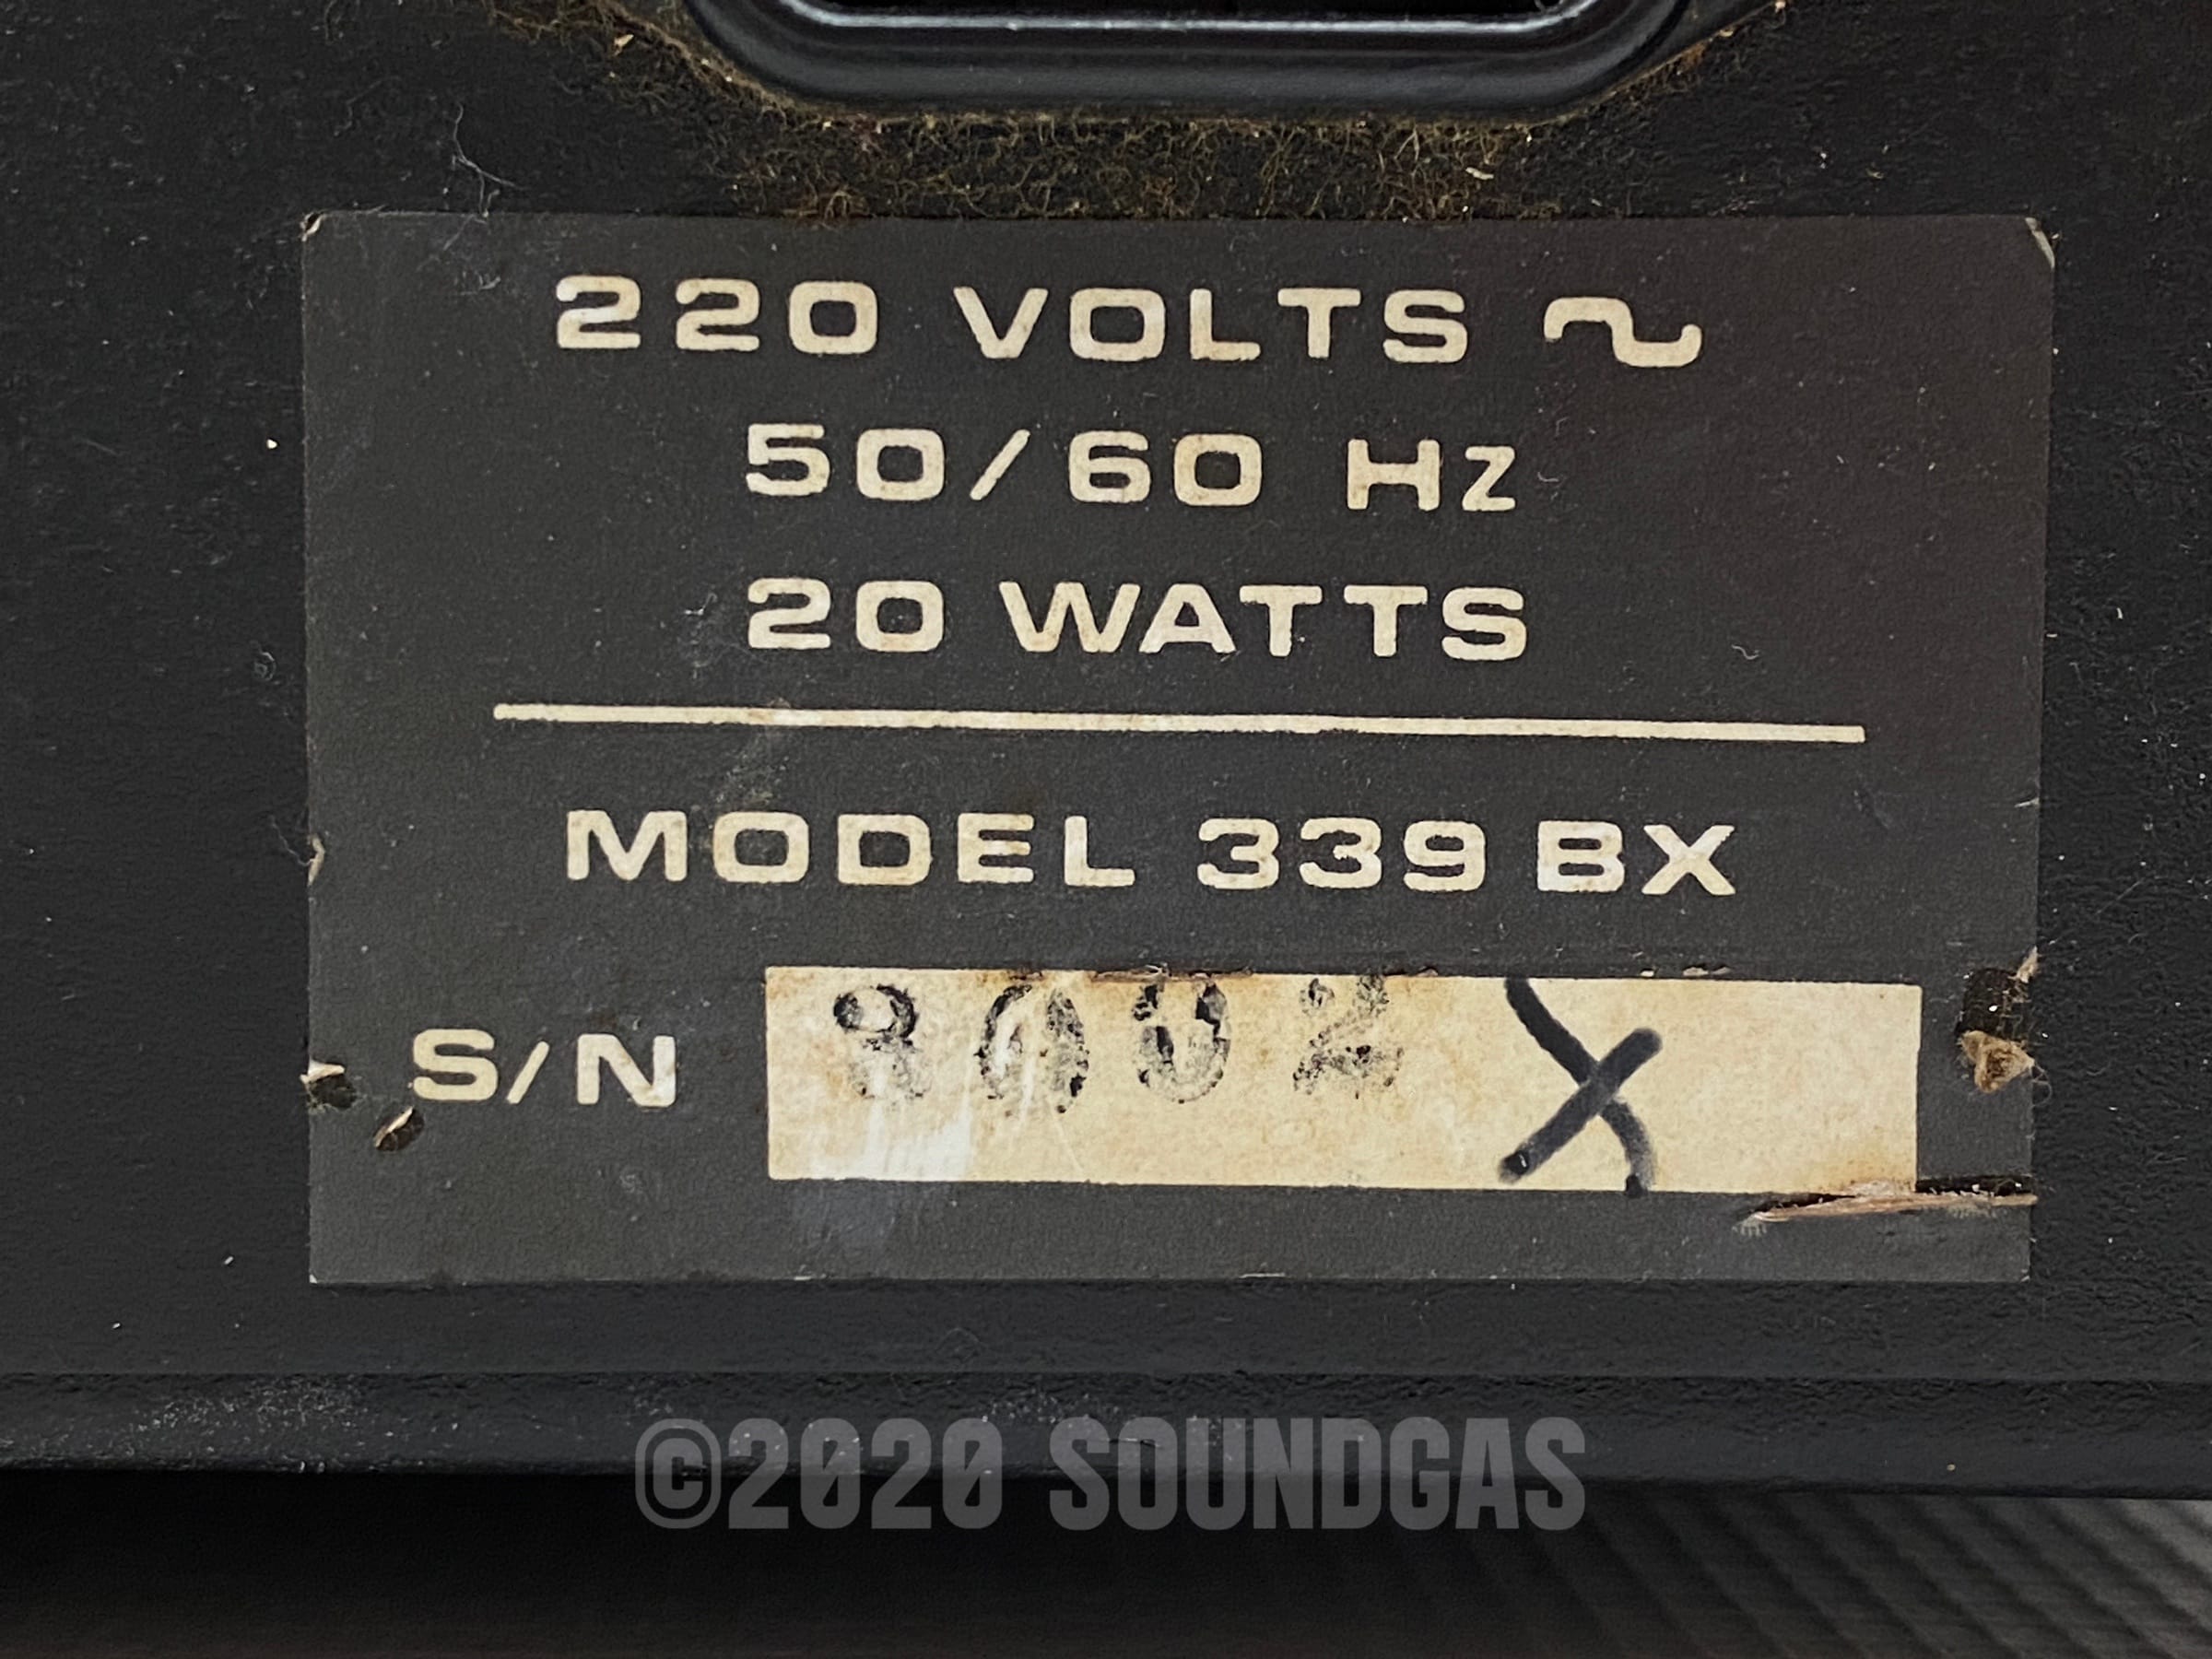 220 VOLTS ∿
50/60 Hz
20 WATTS
MODEL 339 BX
S/N X
©2020 SOUNDGAS